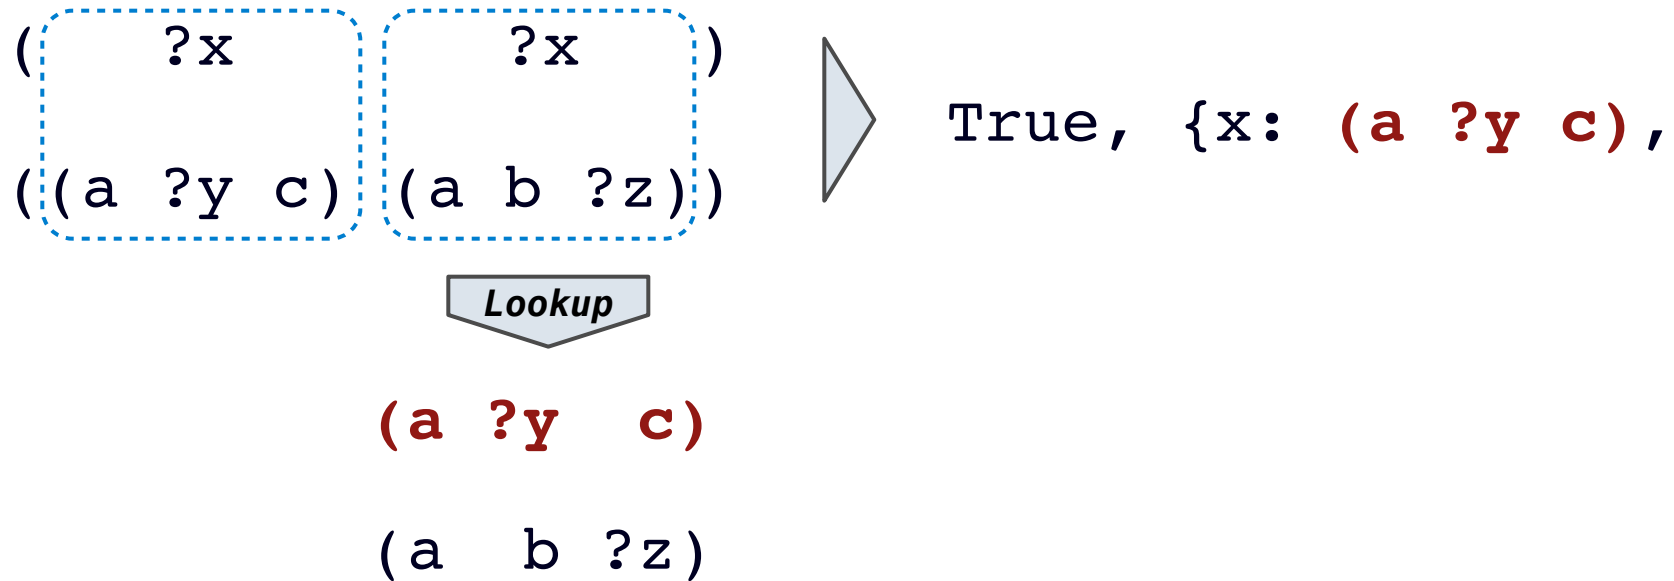 ( ?x ?x )
True, {x: (a ?y c),
((a ?y c) (a b ?z))
Lookup
(a ?y c)
(a b ?z)